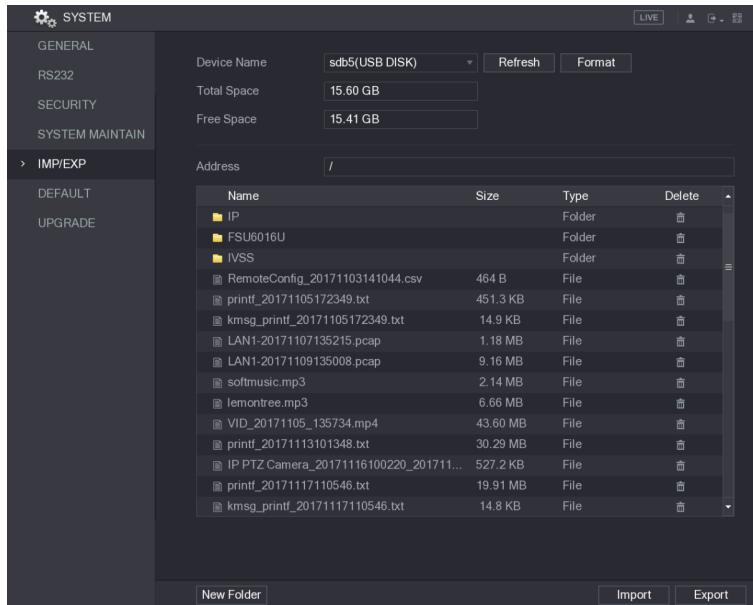 SYSTEM
LIVE
GENERAL
RS232
SECURITY
SYSTEM MAINTAIN
> IMP/EXP
DEFAULT
UPGRADE
Device Name sdb5(USB DISK) Refresh Format
Total Space 15.60 GB
Free Space 15.41 GB
Address /
Name Size Type Delete
IP Folder
FSU6016U Folder
IVSS Folder
RemoteConfig_20171103141044.csv 464 B File
printf_20171105172349.txt 451.3 KB File
kmsg_printf_20171105172349.txt 14.9 KB File
LAN1-20171107135215.pcap 1.18 MB File
LAN1-20171109135008.pcap 9.16 MB File
softmusic.mp3 2.14 MB File
lemontree.mp3 6.66 MB File
VID_20171105_135734.mp4 43.60 MB File
printf_20171113101348.txt 30.29 MB File
IP PTZ Camera_20171116100220_201711... 527.2 KB File
printf_20171117110546.txt 19.91 MB File
kmsg_printf_20171117110546.txt 14.8 KB File
New Folder Import Export